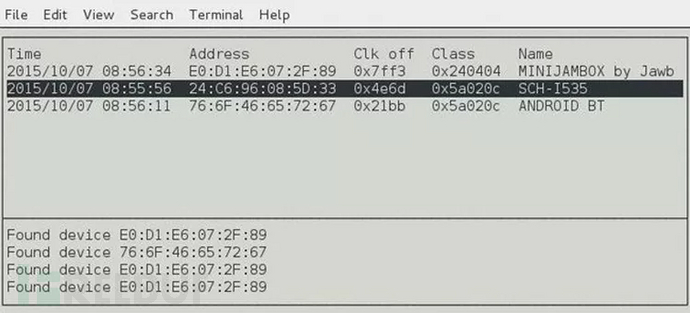 File Edit View Search Terminal Help
Time Address Clk off Class Name
2015/10/07 08:56:34 E0:D1:E6:07:2F:89 0x7ff3 0x240404 MINIJAMBOX by Jawb
2015/10/07 08:55:56 24:C6:96:08:5D:33 0x4e6d 0x5a020c SCH-I535
2015/10/07 08:56:11 76:6F:46:65:72:67 0x21bb 0x5a020c ANDROID BT
Found device E0:D1:E6:07:2F:89
Found device 76:6F:46:65:72:67
Found device E0:D1:E6:07:2F:89
Found device E0:D1:E6:07:2F:89